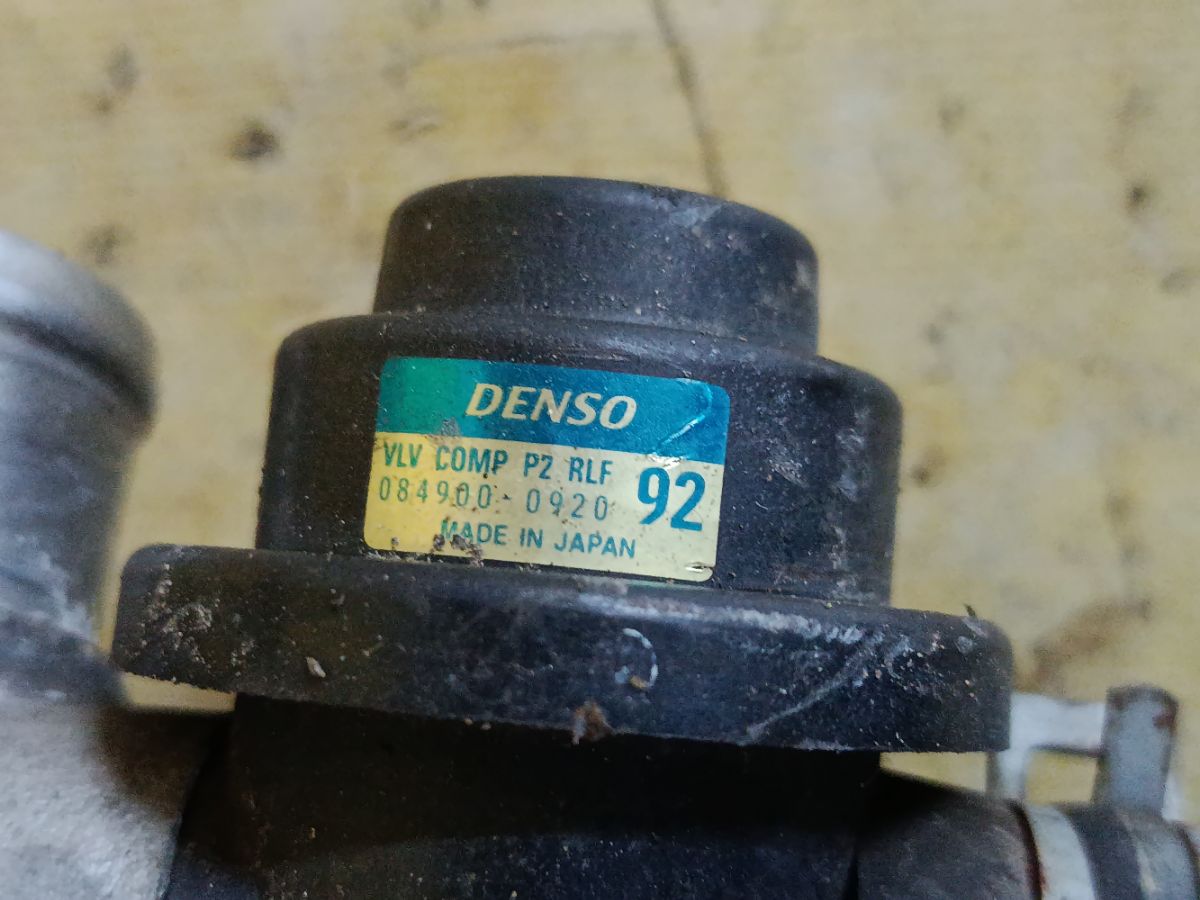 DENSO
VLV COMP P2 RLF
084900-0920
92
MADE IN JAPAN